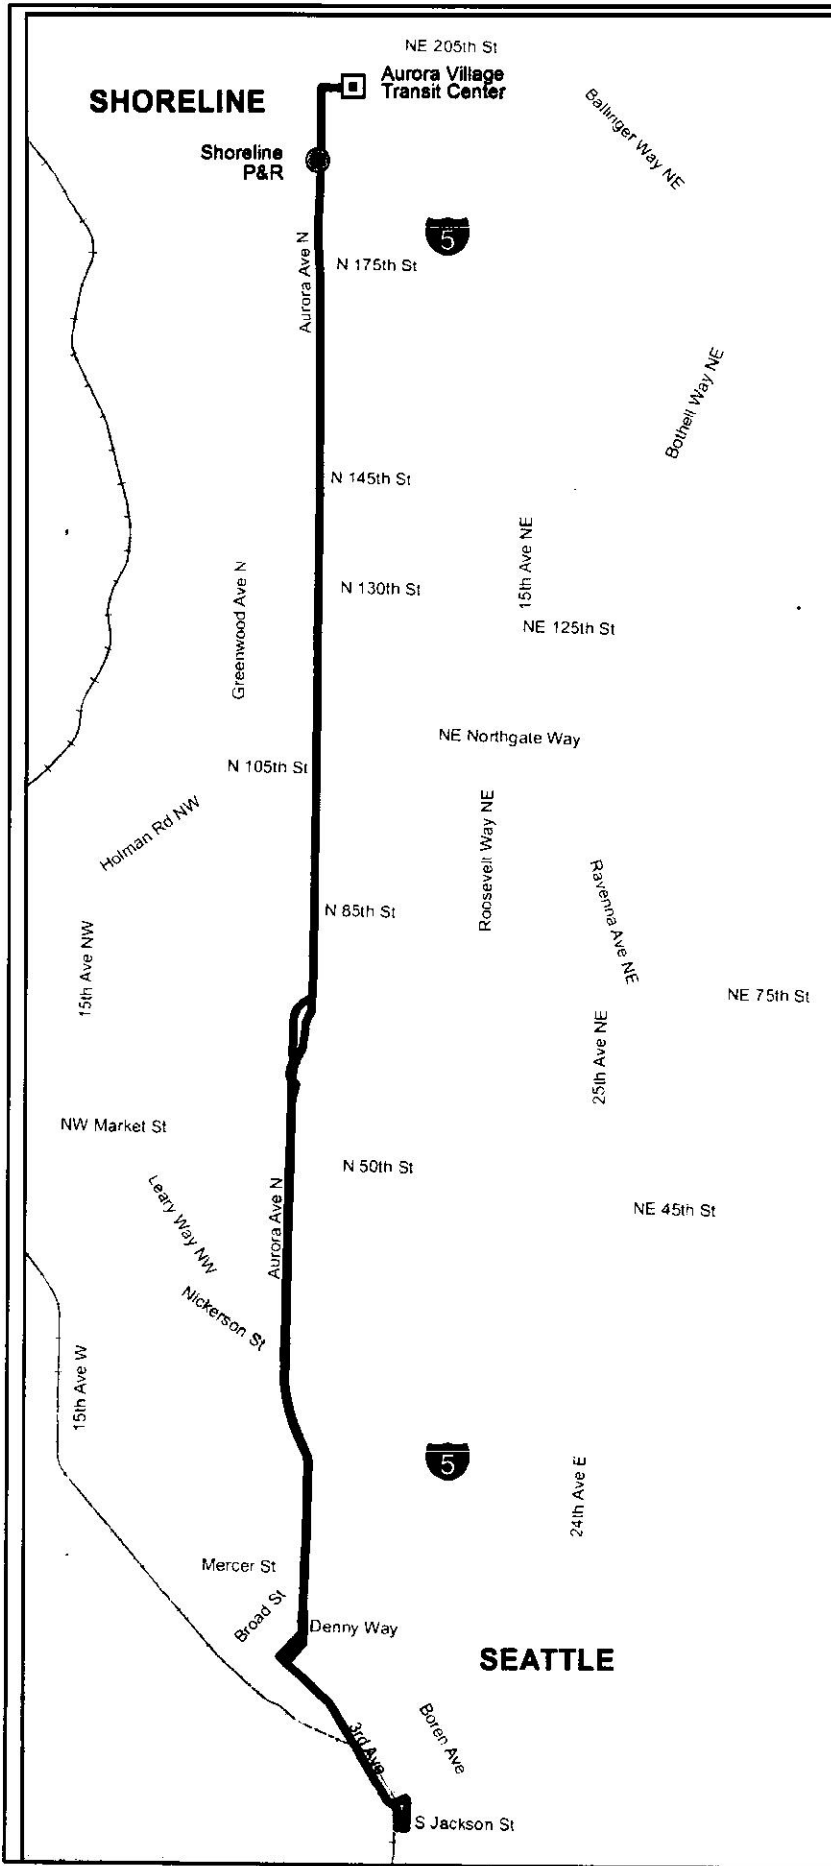 NE 205th St
Aurora Village
Transit Center
SHORELINE
Ballinger Way NE
Shoreline
P&R
5
Aurora Ave N
N 175th St
Bothell Way NE
N 145th St
15th Ave NE
Greenwood Ave N
N 130th St
NE 125th St
NE Northgate Way
N 105th St
Holman Rd NW
Roosevelt Way NE
Ravenna Ave NE
N 85th St
15th Ave NW
NE 75th St
25th Ave NE
NW Market St
N 50th St
Leary Way NW
Aurora Ave N
NE 45th St
Nickerson St
15th Ave W
5
24th Ave E
Mercer St
Broad St
Denny Way
SEATTLE
3rd Ave
Boren Ave
S Jackson St